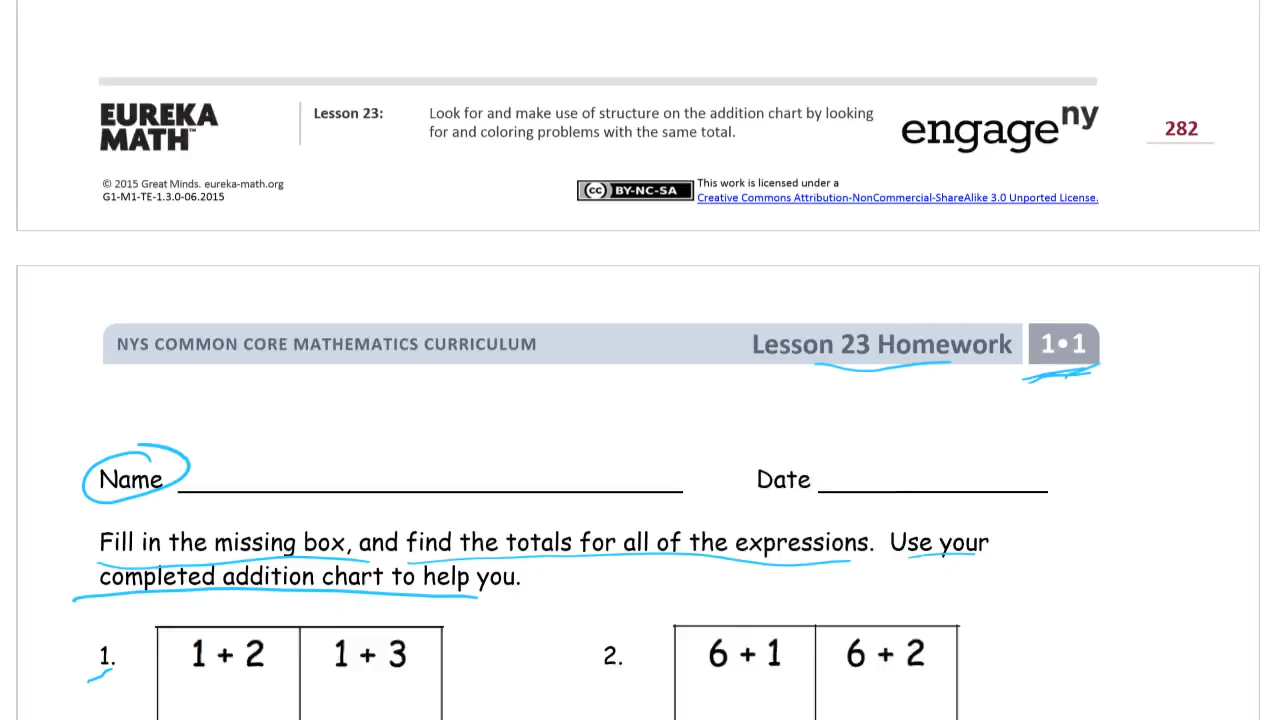 EUREKA
MATH™
Lesson 23:
Look for and make use of structure on the addition chart by looking
for and coloring problems with the same total.
engageny
282
© 2015 Great Minds. eureka-math.org
G1-M1-TE-1.3.0-06.2015
cc BY-NC-SA
This work is licensed under a
Creative Commons Attribution-NonCommercial-ShareAlike 3.0 Unported License.
NYS COMMON CORE MATHEMATICS CURRICULUM
Lesson 23 Homework
1•1
Name
Date
Fill in the missing box, and find the totals for all of the expressions. Use your
completed addition chart to help you.
1.
1 + 2
1 + 3
2.
6 + 1
6 + 2